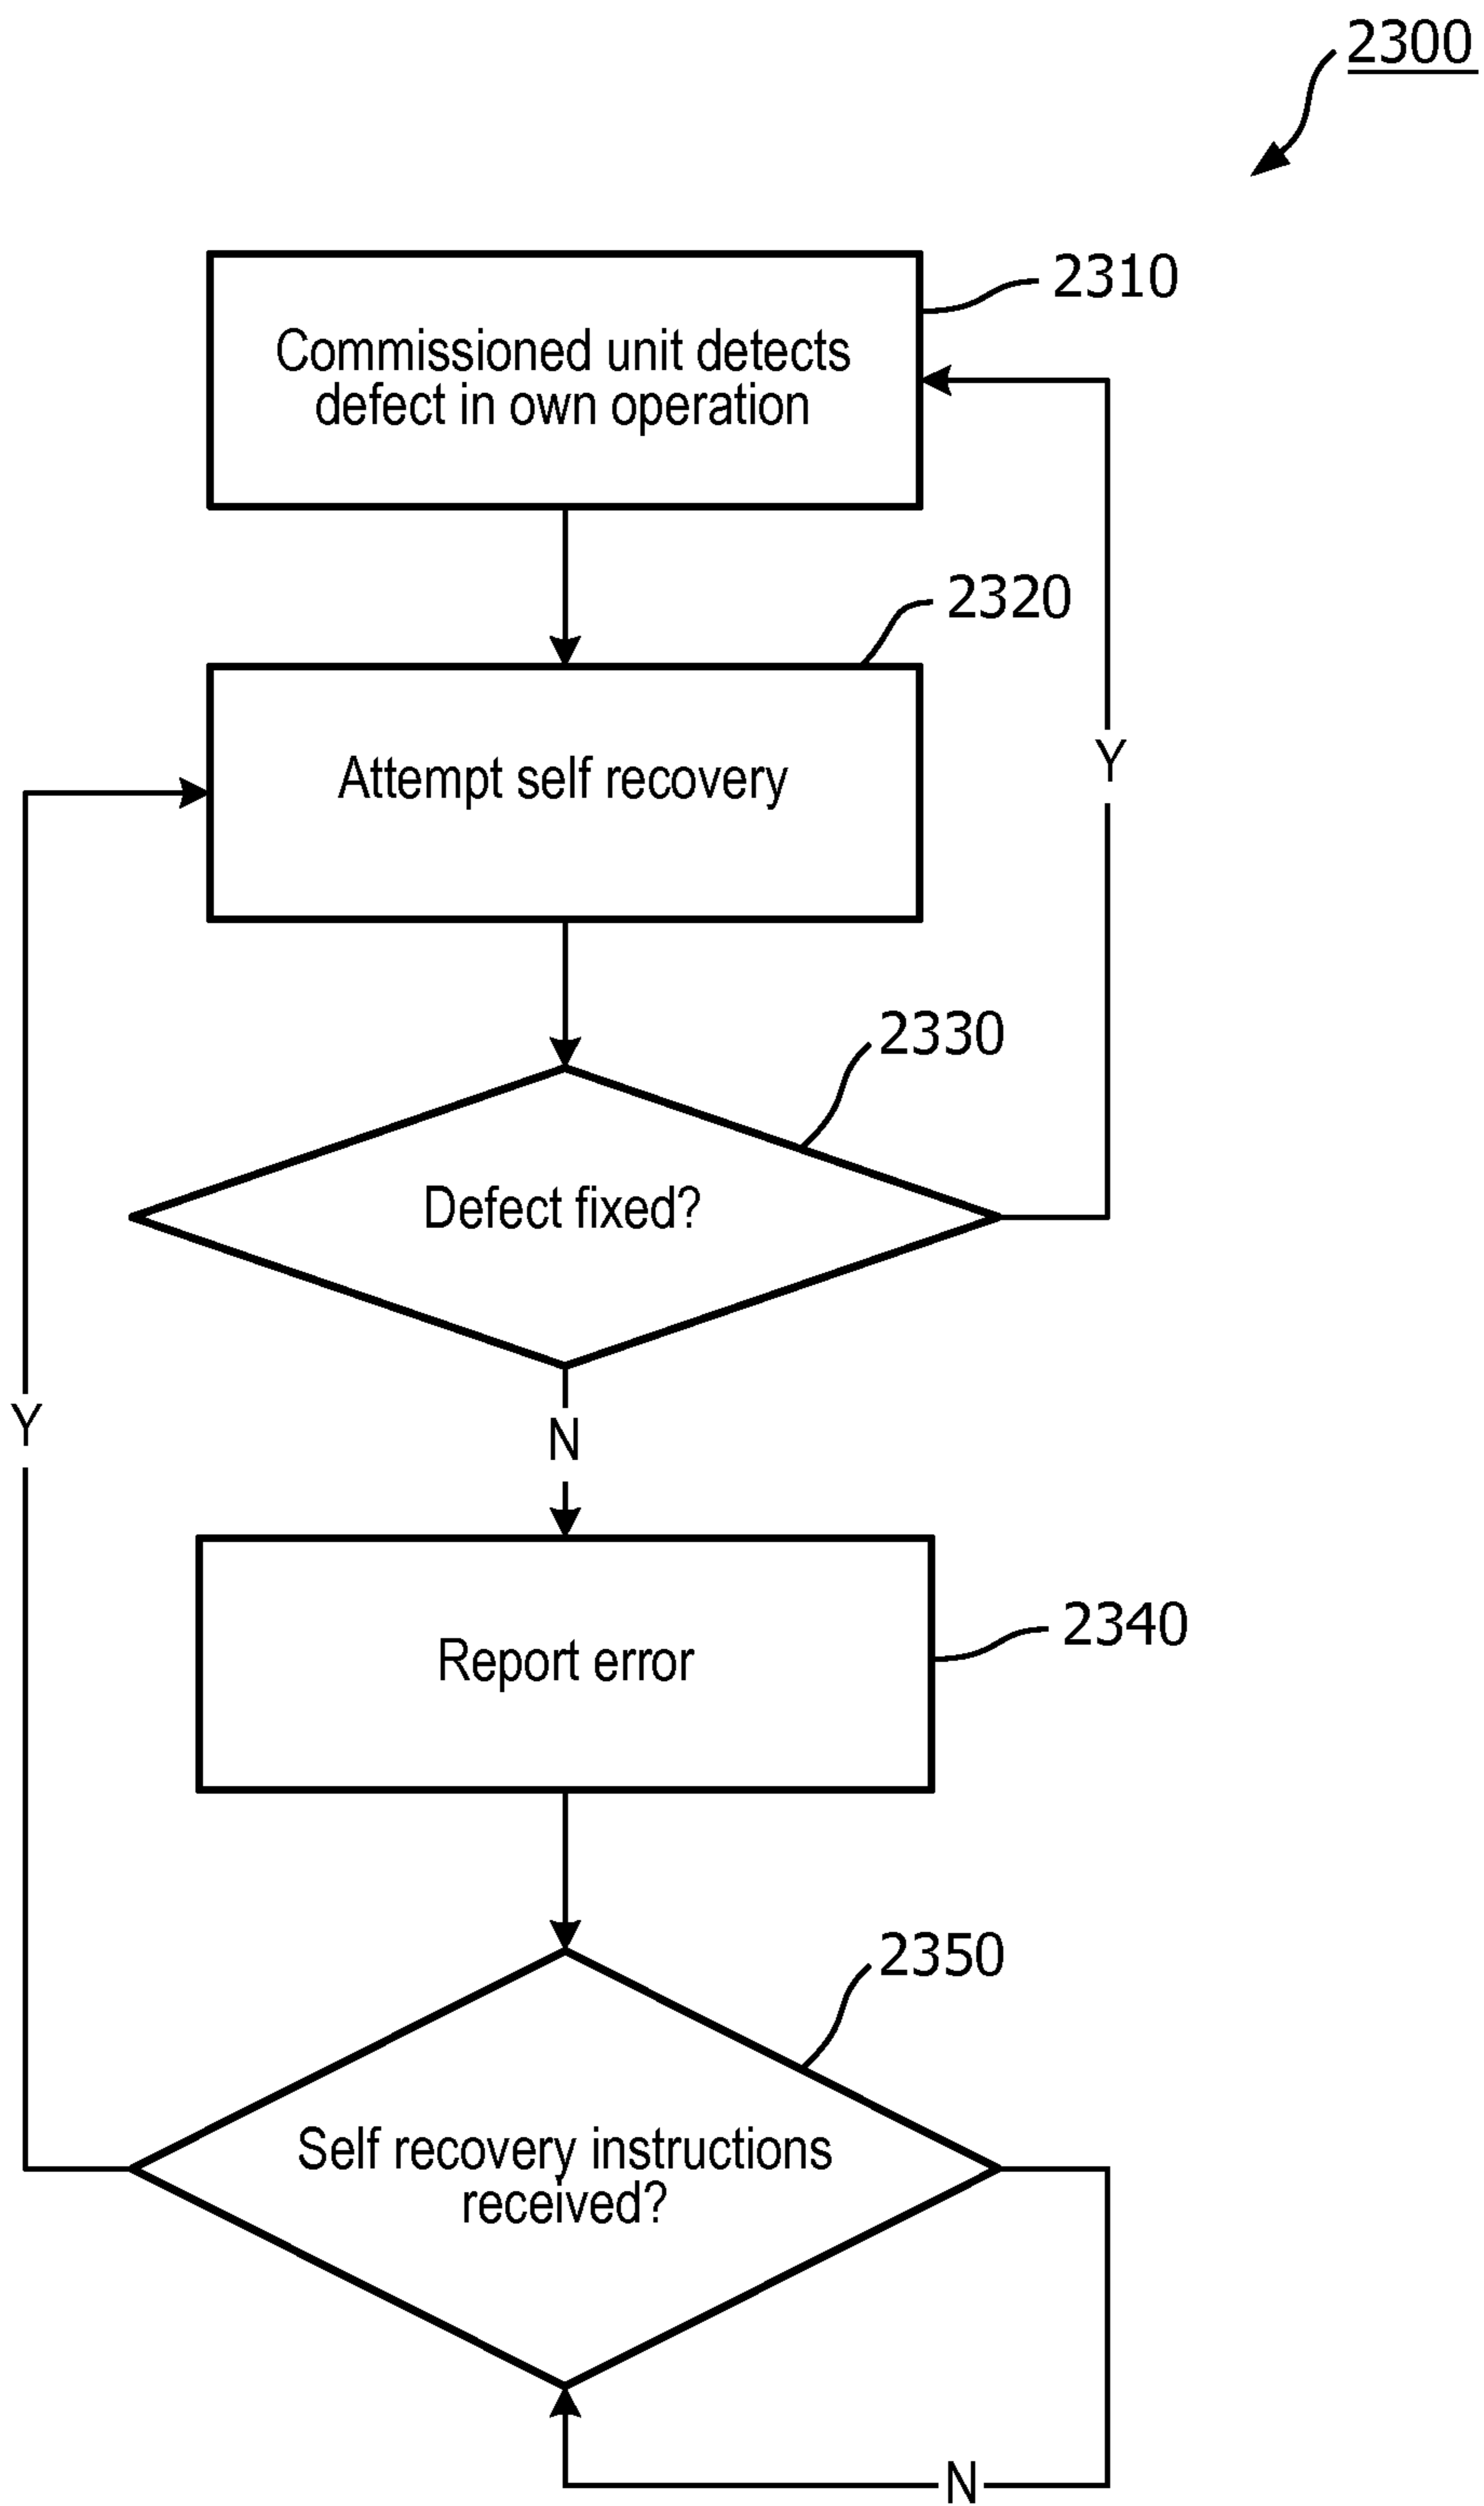 2300
2310
Commissioned unit detects
defect in own operation
2320
Attempt self recovery
Y
2330
Defect fixed?
Y
N
Report error
2340
2350
Self recovery instructions
received?
N